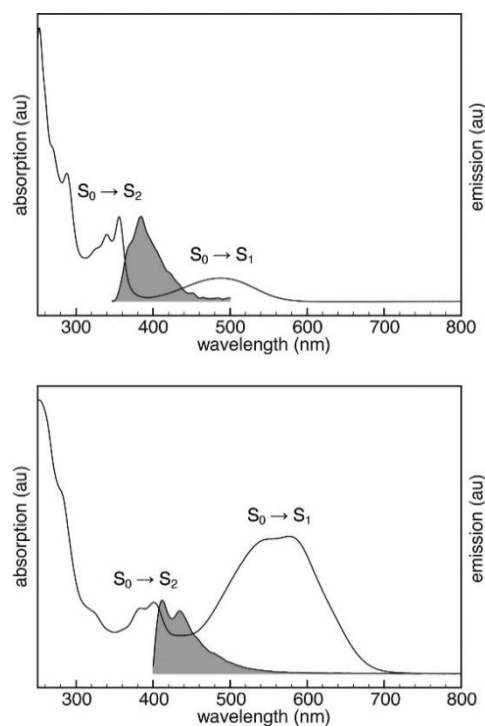 absorption (au)
emission (au)
S₀ → S₂
S₀ → S₁
300 400 500 600 700 800
wavelength (nm)
absorption (au)
emission (au)
S₀ → S₁
S₀ → S₂
300 400 500 600 700 800
wavelength (nm)